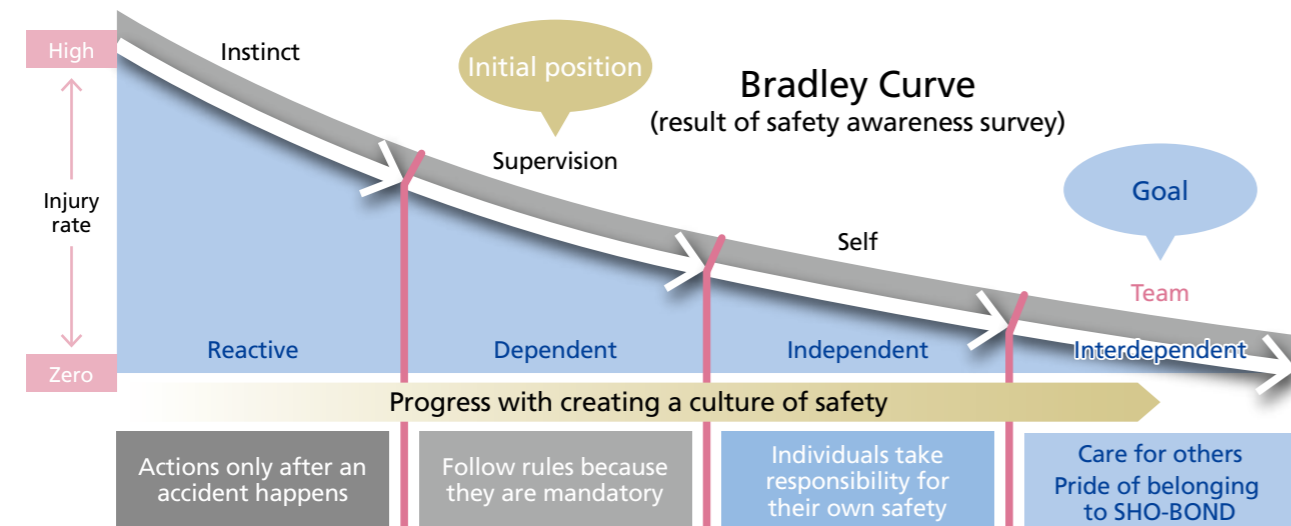 High
Instinct
Initial position
Bradley Curve
(result of safety awareness survey)
Supervision
Goal
Injury
rate
Self
Team
Reactive
Dependent
Independent
Interdependent
Zero
Progress with creating a culture of safety
Actions only after an
accident happens
Follow rules because
they are mandatory
Individuals take
responsibility for
their own safety
Care for others
Pride of belonging
to SHO-BOND